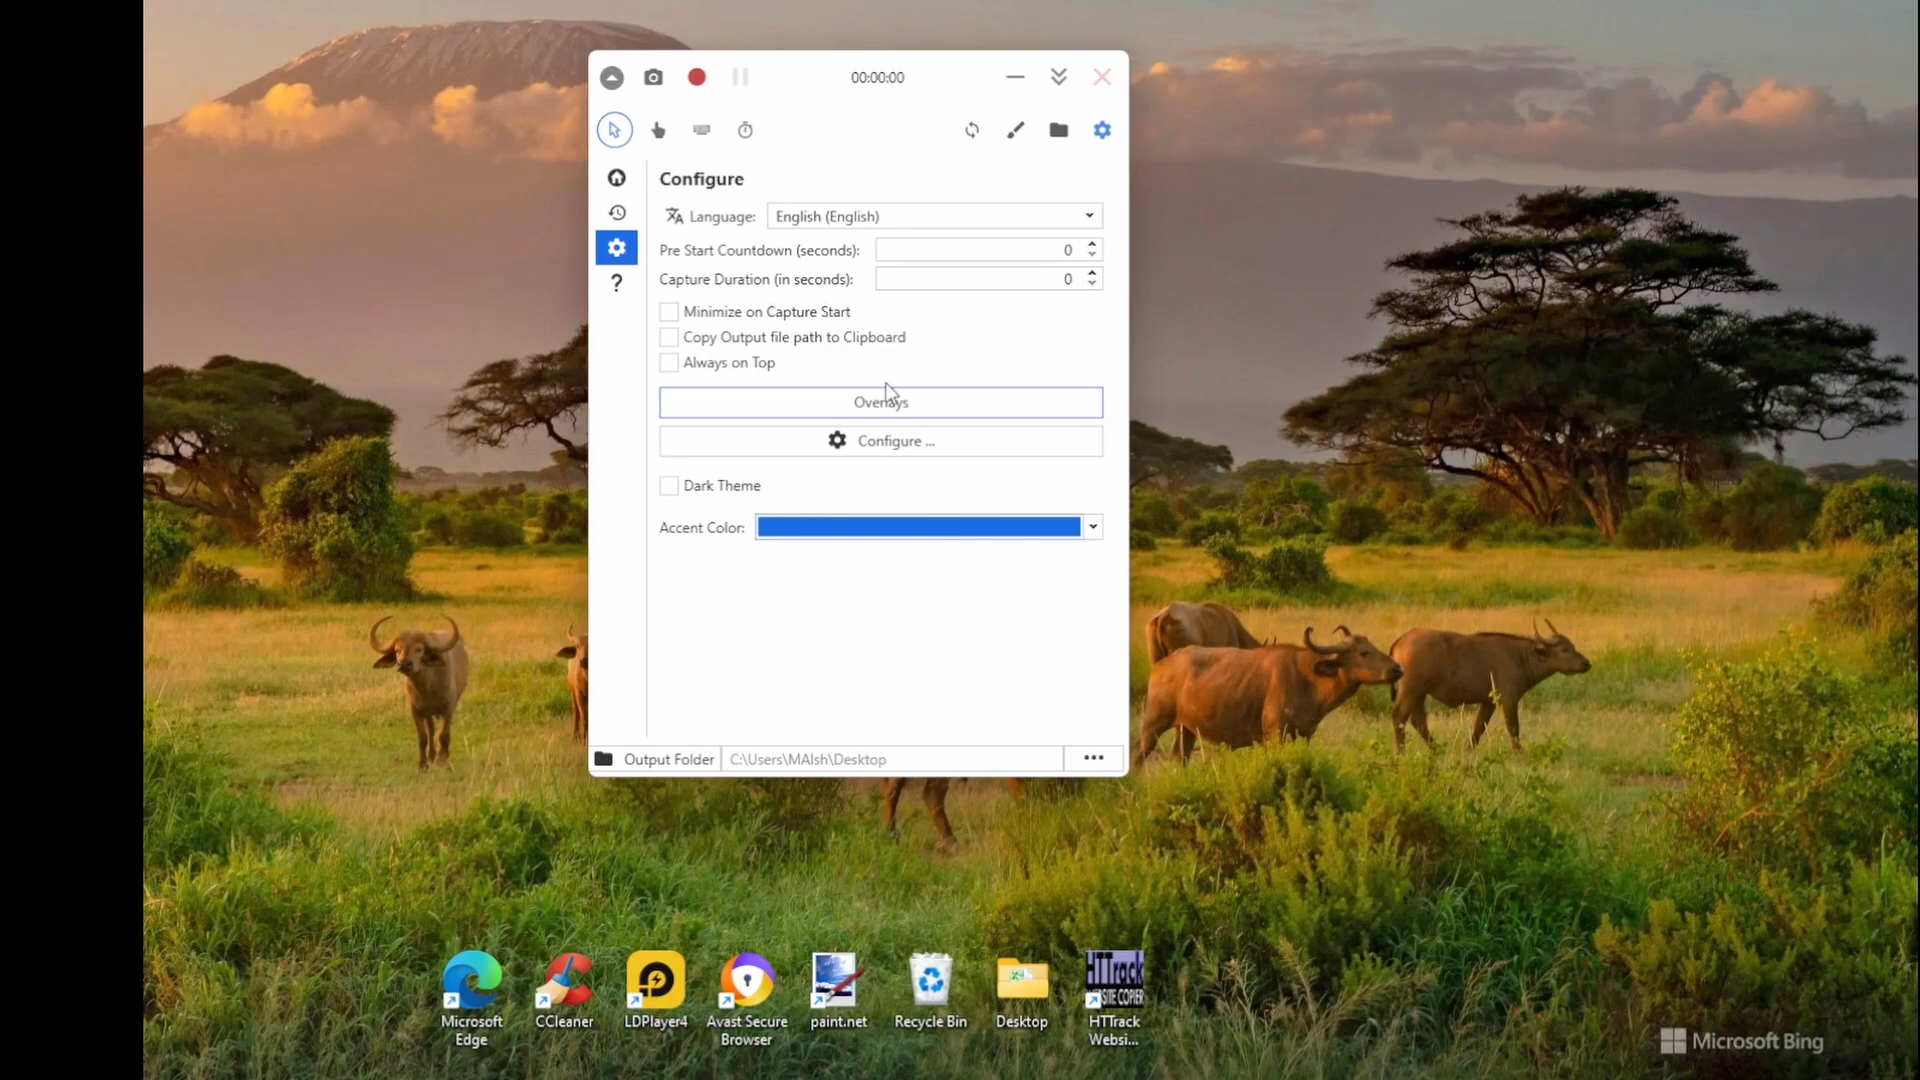 00:00:00
Configure
Language: English (English)
Pre Start Countdown (seconds): 0
Capture Duration (in seconds): 0
Minimize on Capture Start
Copy Output file path to Clipboard
Always on Top
Overlays
Configure ...
Dark Theme
Accent Color:
Output Folder C:\Users\MAlsh\Desktop
Microsoft Edge
CCleaner
LDPlayer4
Avast Secure Browser
paint.net
Recycle Bin
Desktop
HTTrack
WEBSITE COPIER
HTTrack Websi...
Microsoft Bing